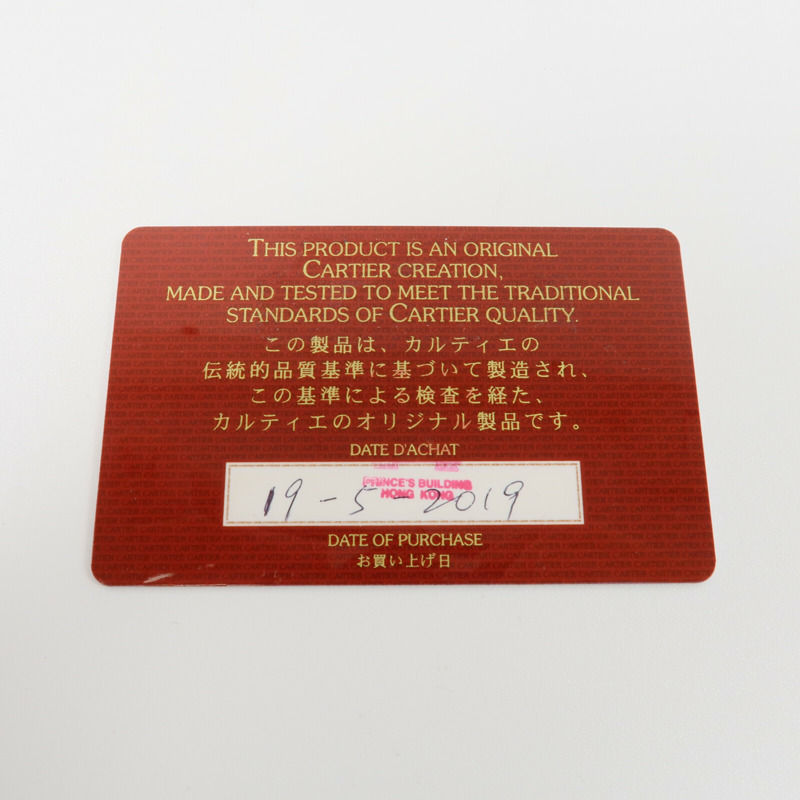 THIS PRODUCT IS AN ORIGINAL
CARTIER CREATION,
MADE AND TESTED TO MEET THE TRADITIONAL
STANDARDS OF CARTIER QUALITY.
この製品は、カルティエの
伝統的品質基準に基づいて製造され、
この基準による検査を経た、
カルティエのオリジナル製品です。
DATE D'ACHAT
PRINCE'S BUILDING
HONG KONG
19-5-2019
DATE OF PURCHASE
お買い上げ日